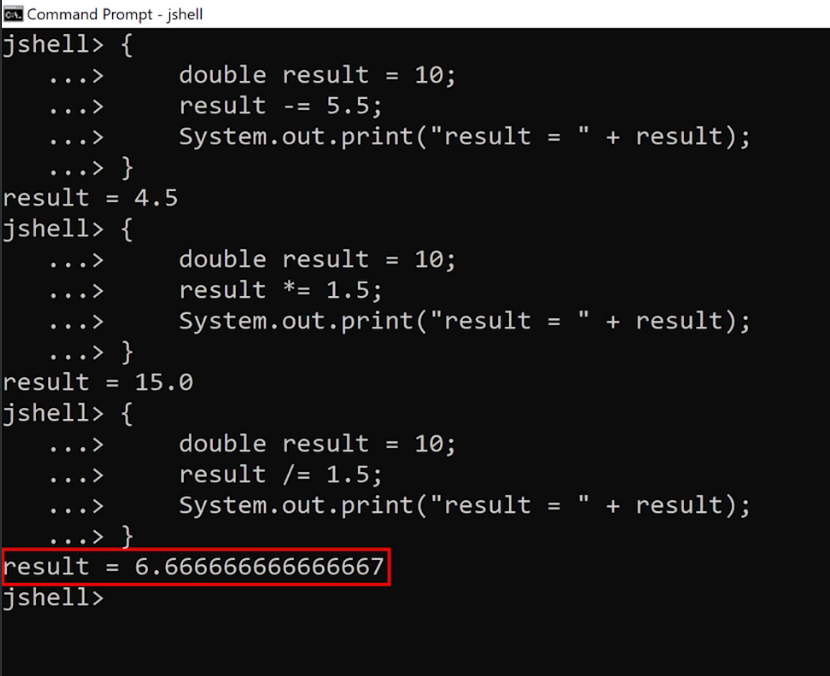 Command Prompt - jshell
jshell> {
   ...>     double result = 10;
   ...>     result -= 5.5;
   ...>     System.out.print("result = " + result);
   ...> }
result = 4.5
jshell> {
   ...>     double result = 10;
   ...>     result *= 1.5;
   ...>     System.out.print("result = " + result);
   ...> }
result = 15.0
jshell> {
   ...>     double result = 10;
   ...>     result /= 1.5;
   ...>     System.out.print("result = " + result);
   ...> }
result = 6.666666666666667
jshell>